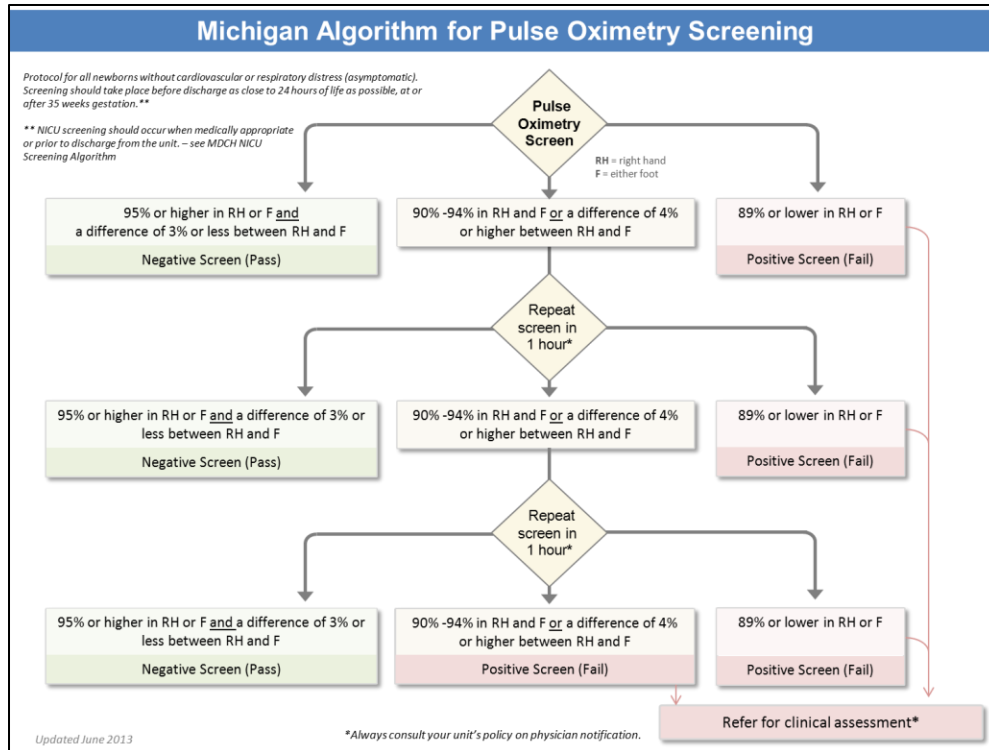 Michigan Algorithm for Pulse Oximetry Screening
Protocol for all newborns without cardiovascular or respiratory distress (asymptomatic).
Screening should take place before discharge as close to 24 hours of life as possible, at or
after 35 weeks gestation.**
** NICU screening should occur when medically appropriate
or prior to discharge from the unit. – see MDCH NICU
Screening Algorithm
Pulse
Oximetry
Screen
RH = right hand
F = either foot
95% or higher in RH or F and
a difference of 3% or less between RH and F
Negative Screen (Pass)
90% -94% in RH and F or a difference of 4%
or higher between RH and F
89% or lower in RH or F
Positive Screen (Fail)
Repeat
screen in
1 hour*
95% or higher in RH or F and a difference of 3% or
less between RH and F
Negative Screen (Pass)
90% -94% in RH and F or a difference of 4%
or higher between RH and F
89% or lower in RH or F
Positive Screen (Fail)
Repeat
screen in
1 hour*
95% or higher in RH or F and a difference of 3% or
less between RH and F
Negative Screen (Pass)
90% -94% in RH and F or a difference of 4%
or higher between RH and F
Positive Screen (Fail)
89% or lower in RH or F
Positive Screen (Fail)
Refer for clinical assessment*
Updated June 2013
*Always consult your unit's policy on physician notification.